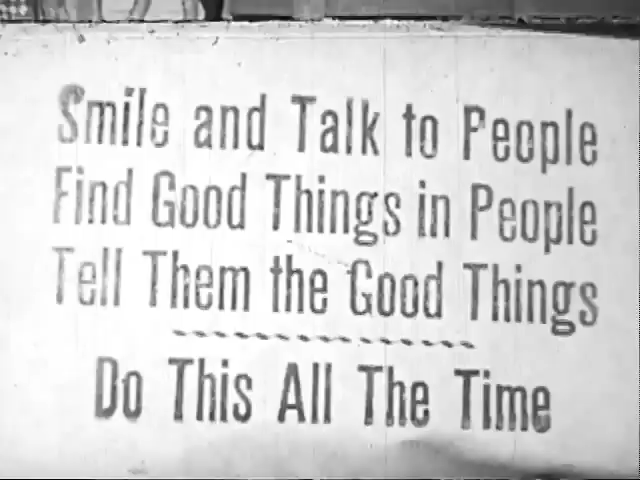 Smile and Talk to People
Find Good Things in People
Tell Them the Good Things
Do This All The Time